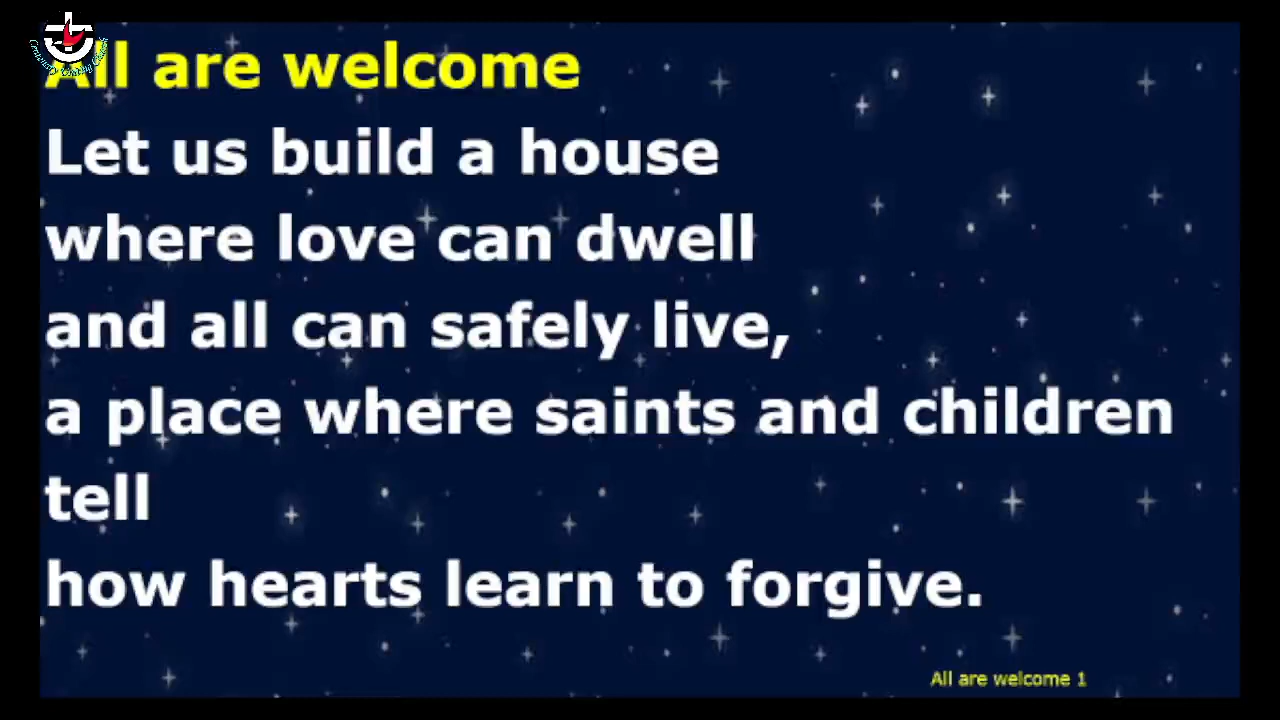 All are welcome
Let us build a house
where love can dwell
and all can safely live,
a place where saints and children
tell
how hearts learn to forgive.
All are welcome 1